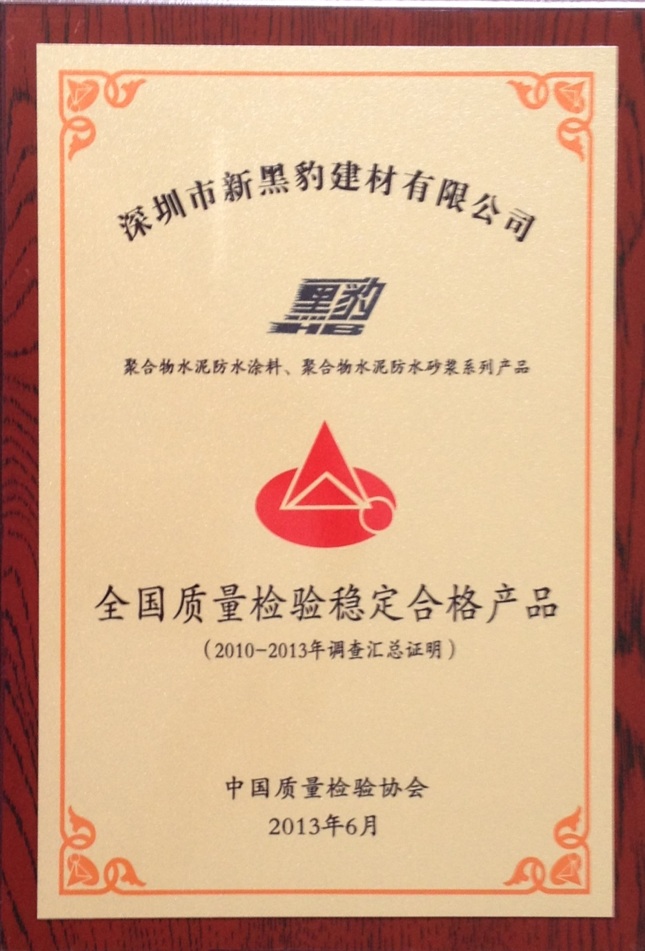 深圳市新黑豹建材有限公司
黑豹
HB
聚合物水泥防水涂料、聚合物水泥防水砂浆系列产品
全国质量检验稳定合格产品
（2010-2013年调查汇总证明）
中国质量检验协会
2013年6月